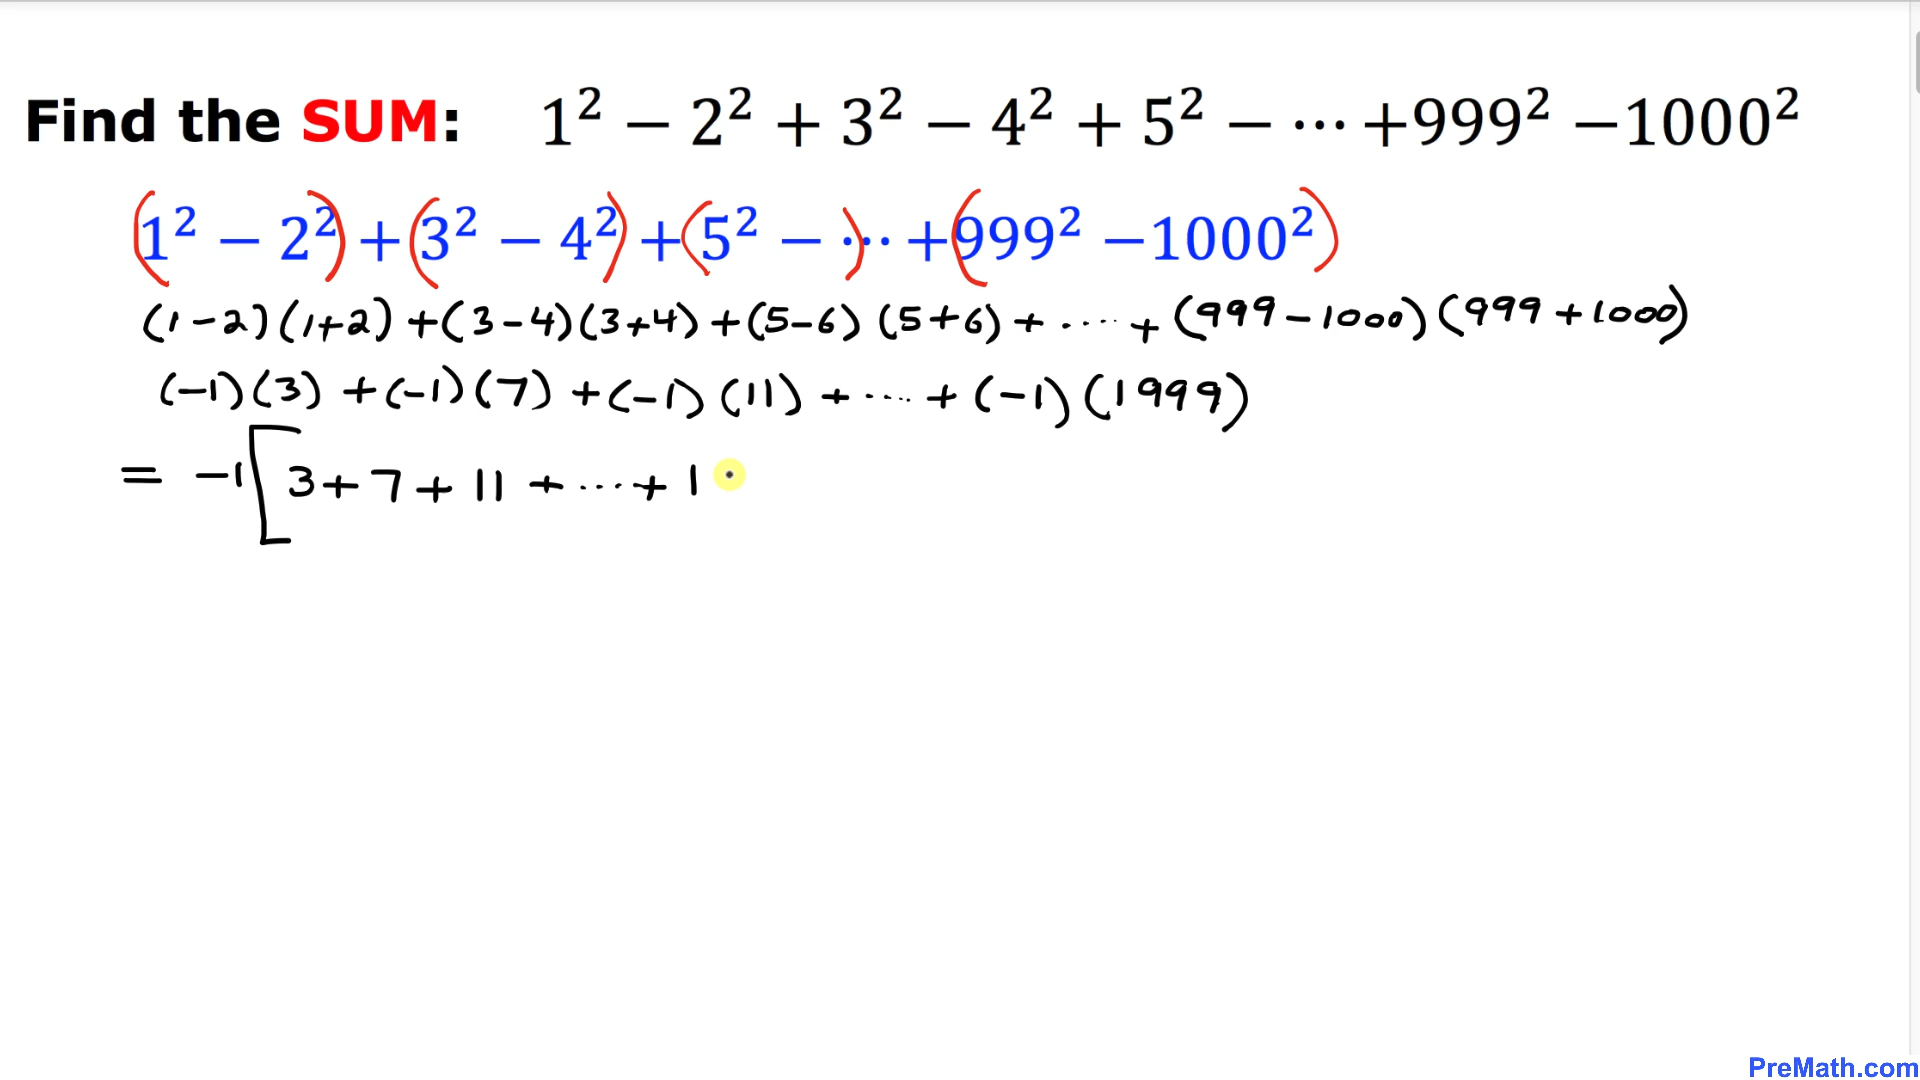 Find the SUM: 1² − 2² + 3² − 4² + 5² − ⋯ +999² −1000²
(1² − 2²) +(3² − 4²) +(5² − )⋯ +(999² −1000²)
(1-2)(1+2) +(3-4)(3+4) +(5-6) (5+6) + ..... + (999-1000)(999+1000)
(-1)(3) +(-1)(7) +(-1)(11) + ..... + (-1)(1999)
= -1[ 3+7+ 11 + ...+ 1
PreMath.com